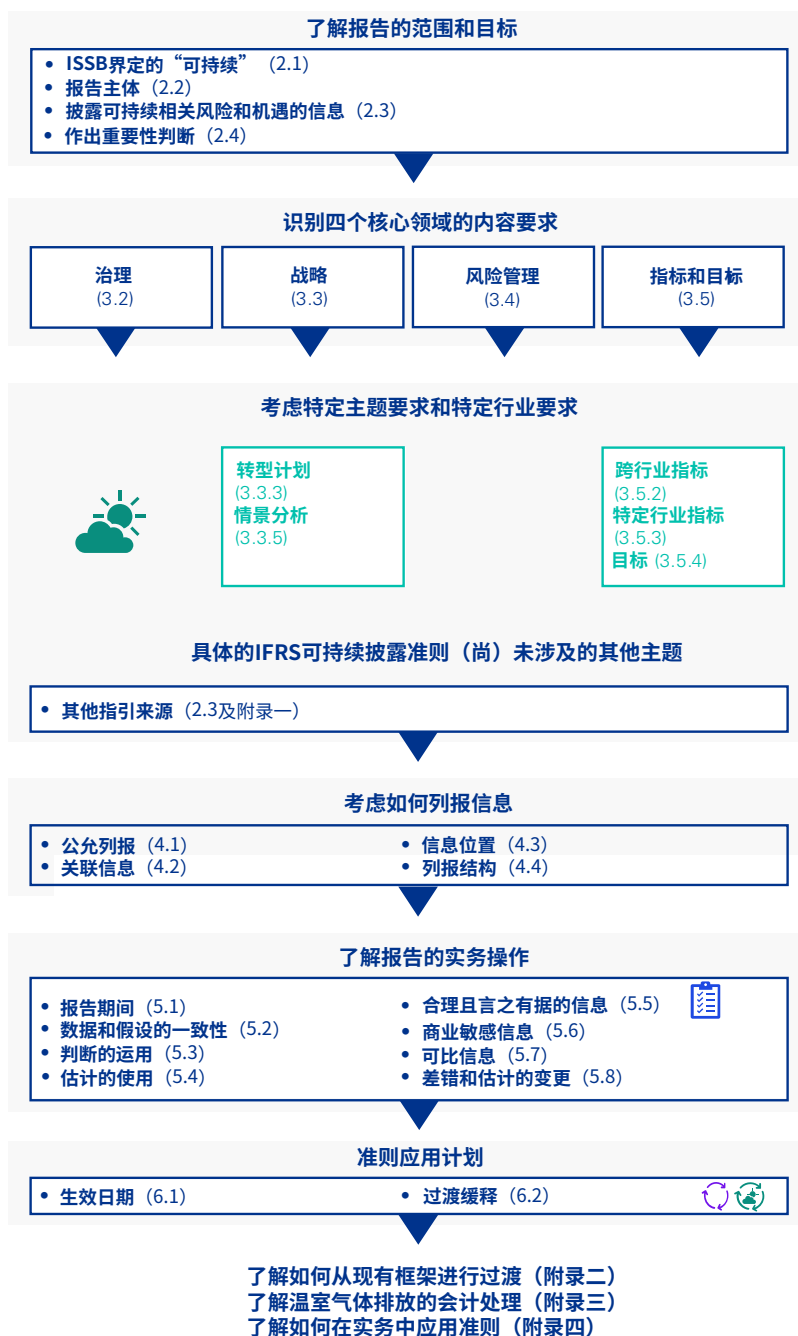 了解报告的范围和目标
• ISSB界定的“可持续”（2.1）
• 报告主体（2.2）
• 披露可持续相关风险和机遇的信息（2.3）
• 作出重要性判断（2.4）
识别四个核心领域的内容要求
治理
(3.2)
战略
(3.3)
风险管理
(3.4)
指标和目标
(3.5)
考虑特定主题要求和特定行业要求
转型计划
(3.3.3)
情景分析
(3.3.5)
跨行业指标
(3.5.2)
特定行业指标
(3.5.3)
目标 (3.5.4)
具体的IFRS可持续披露准则（尚）未涉及的其他主题
• 其他指引来源（2.3及附录一）
考虑如何列报信息
• 公允列报（4.1）
• 关联信息（4.2）
• 信息位置（4.3）
• 列报结构（4.4）
了解报告的实务操作
• 报告期间（5.1）
• 数据和假设的一致性（5.2）
• 判断的运用（5.3）
• 估计的使用（5.4）
• 合理且言之有据的信息（5.5）
• 商业敏感信息（5.6）
• 可比信息（5.7）
• 差错和估计的变更（5.8）
准则应用计划
• 生效日期（6.1）
• 过渡缓释（6.2）
了解如何从现有框架进行过渡（附录二）
了解温室气体排放的会计处理（附录三）
了解如何在实务中应用准则（附录四）